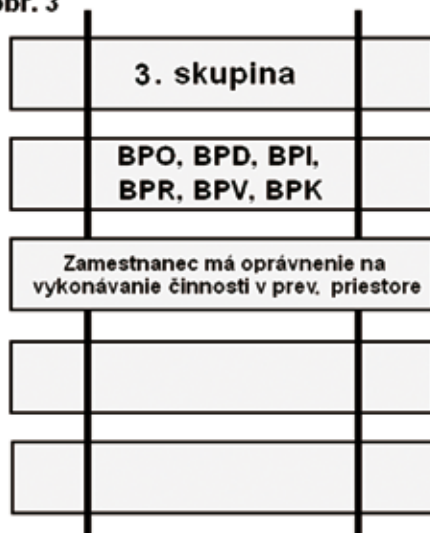 obr. 3
3. skupina
BPO, BPD, BPI,
BPR, BPV, BPK
Zamestnanec má oprávnenie na
vykonávanie činnosti v prev. priestore